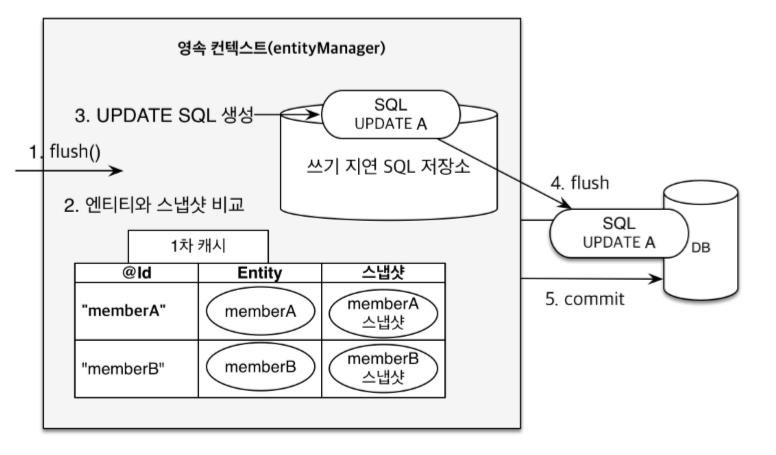 영속 컨텍스트(entityManager)
3. UPDATE SQL 생성
SQL
UPDATE A
1. flush()
쓰기 지연 SQL 저장소
4. flush
2. 엔티티와 스냅샷 비교
SQL
UPDATE A
DB
1차 캐시
@Id Entity 스냅샷
5. commit
"memberA" memberA memberA
스냅샷
"memberB" memberB memberB
스냅샷